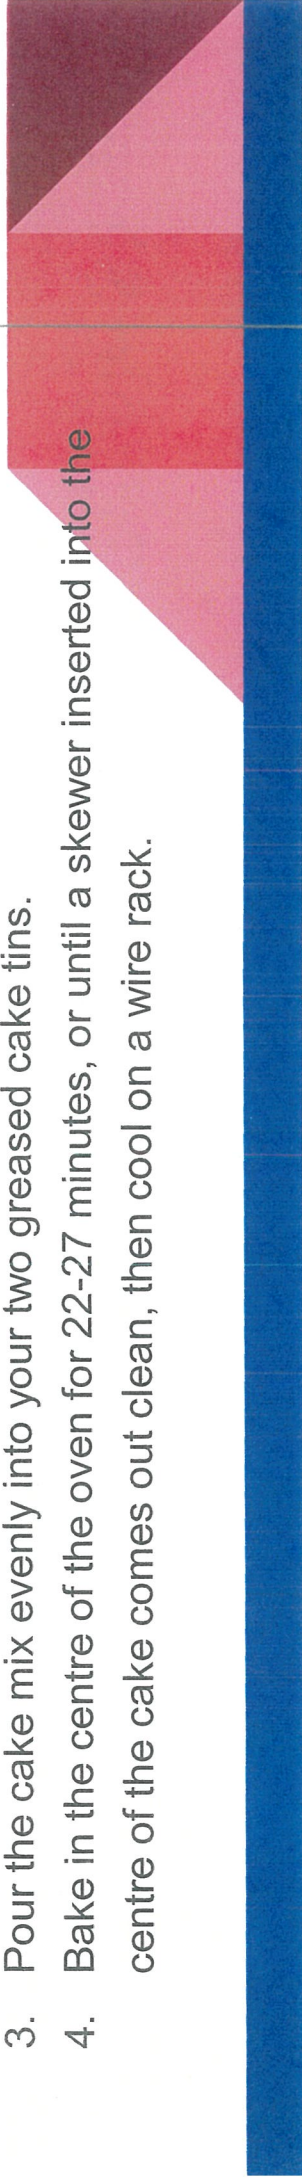 3. Pour the cake mix evenly into your two greased cake tins.
4. Bake in the centre of the oven for 22-27 minutes, or until a skewer inserted into the
centre of the cake comes out clean, then cool on a wire rack.